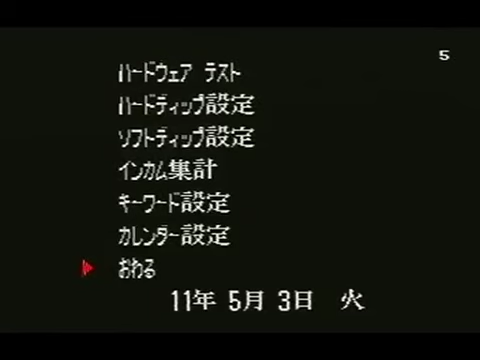 5
ハードウェア テスト
ハードディップ設定
ソフトディップ設定
インカム集計
キーワード設定
カレンダー設定
おわる
11年 5月 3日 火